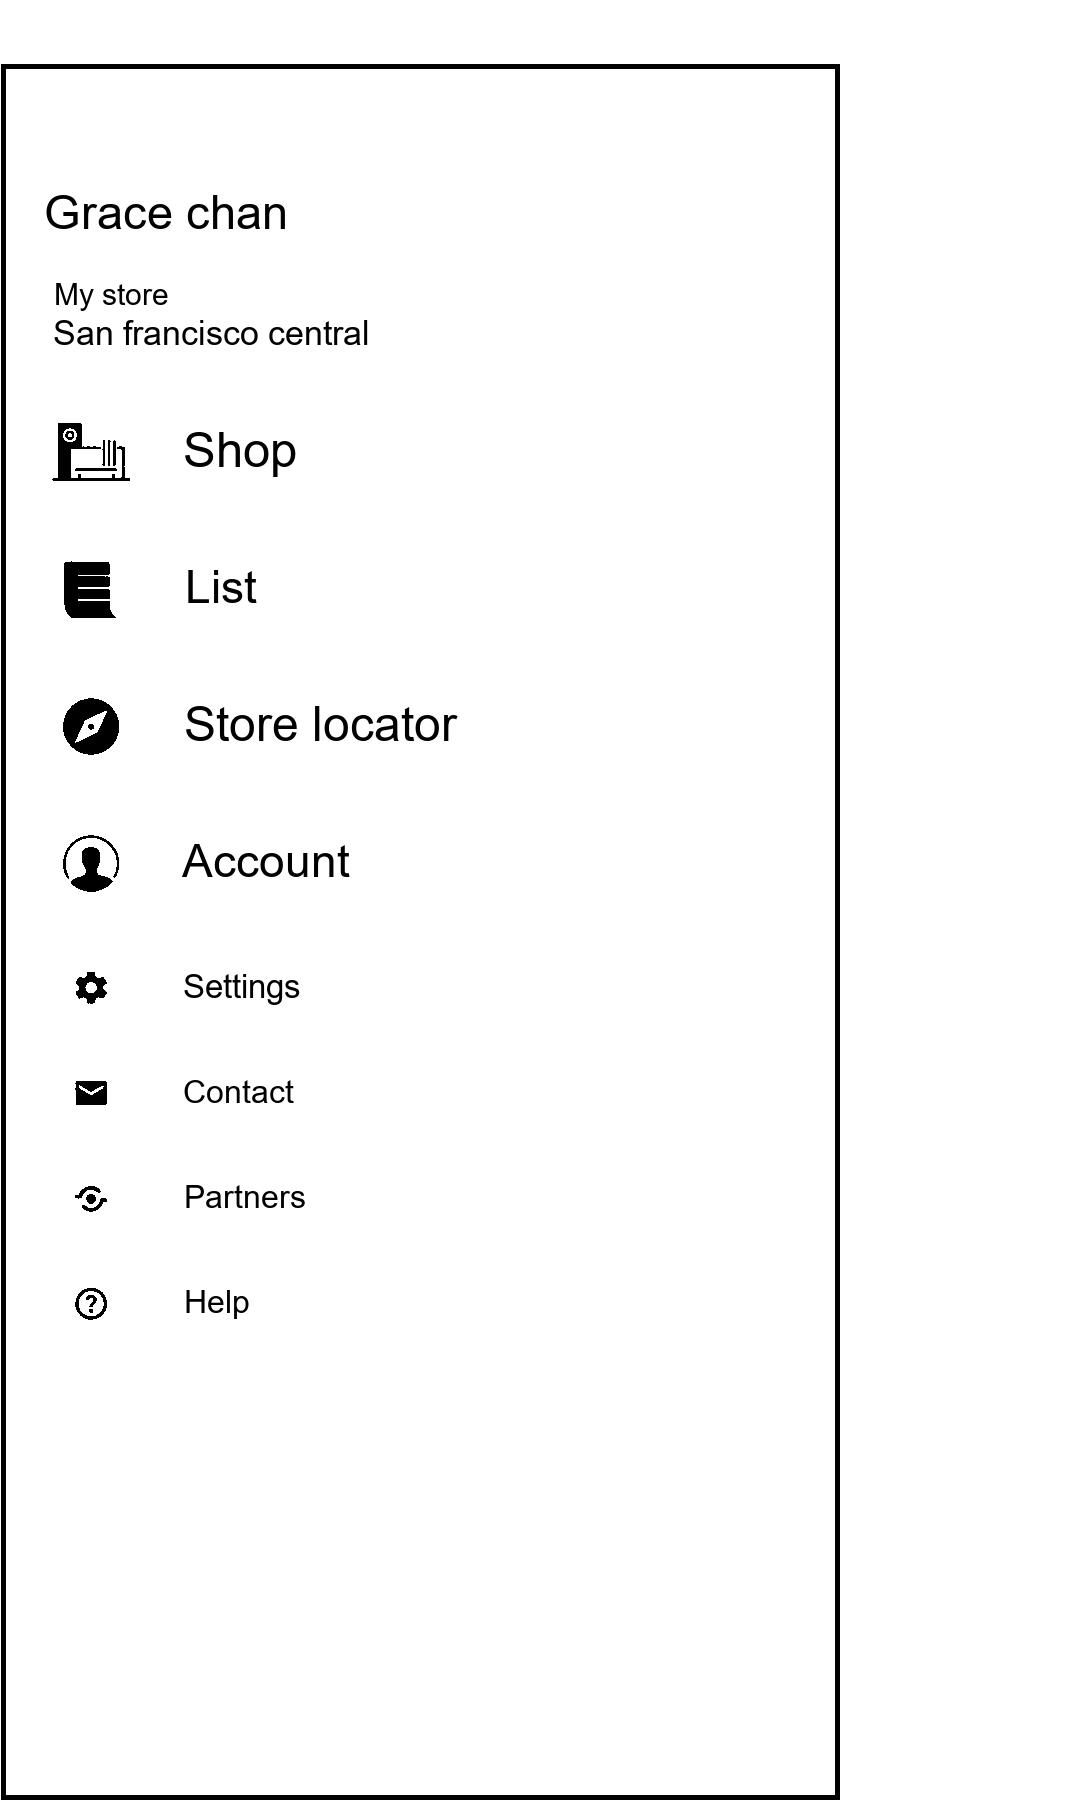 Grace chan
My store
San francisco central
Shop
List
Store locator
Account
Settings
Contact
Partners
Help